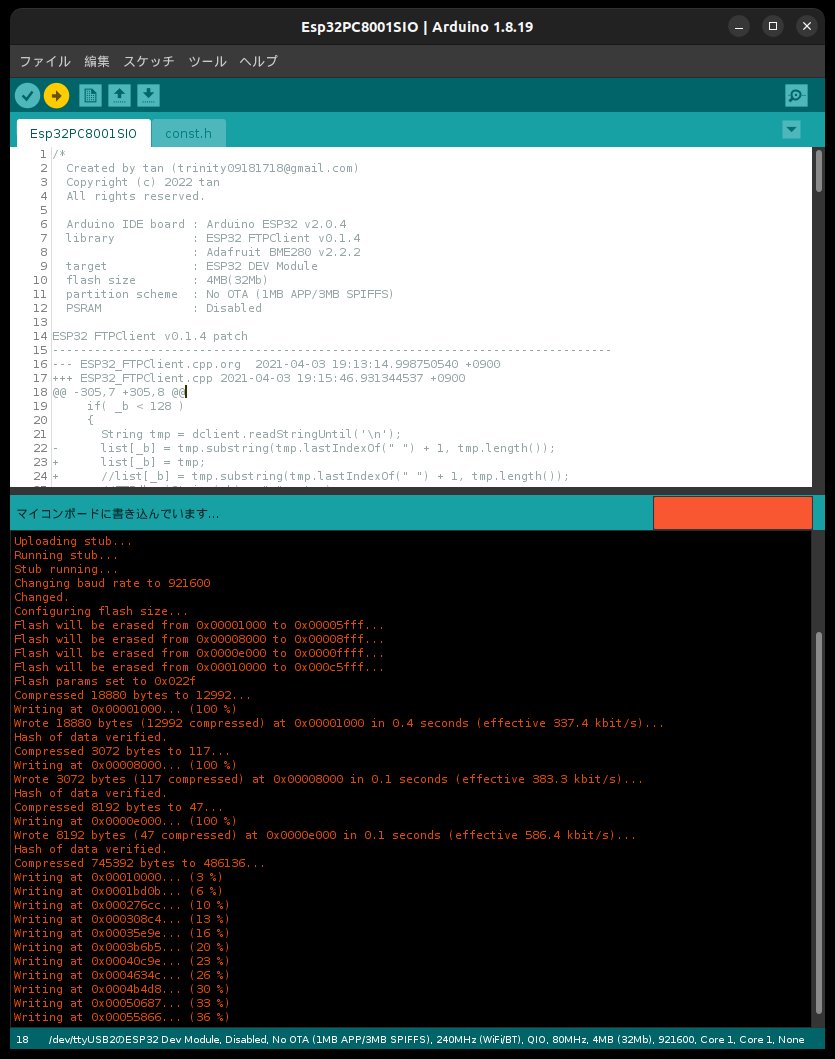 Esp32PC8001SIO | Arduino 1.8.19
ファイル 編集 スケッチ ツール ヘルプ
Esp32PC8001SIO const.h
1 /*
2 Created by tan (trinity09181718@gmail.com)
3 Copyright (c) 2022 tan
4 All rights reserved.
5
6 Arduino IDE board : Arduino ESP32 v2.0.4
7 library : ESP32 FTPClient v0.1.4
8 : Adafruit BME280 v2.2.2
9 target : ESP32 DEV Module
10 flash size : 4MB(32Mb)
11 partition scheme : No OTA (1MB APP/3MB SPIFFS)
12 PSRAM : Disabled
13
14 ESP32 FTPClient v0.1.4 patch
15 --------------------------------------------------------------------------------
16 --- ESP32_FTPClient.cpp.org 2021-04-03 19:13:14.998750540 +0900
17 +++ ESP32_FTPClient.cpp 2021-04-03 19:15:46.931344537 +0900
18 @@ -305,7 +305,8 @@
19 if( _b < 128 )
20 {
21 String tmp = dclient.readStringUntil('\n');
22 - list[_b] = tmp.substring(tmp.lastIndexOf(" ") + 1, tmp.length());
23 + list[_b] = tmp;
24 + //list[_b] = tmp.substring(tmp.lastIndexOf(" ") + 1, tmp.length());
マイコンボードに書き込んでいます...
Uploading stub...
Running stub...
Stub running...
Changing baud rate to 921600
Changed.
Configuring flash size...
Flash will be erased from 0x00001000 to 0x00005fff...
Flash will be erased from 0x00008000 to 0x00008fff...
Flash will be erased from 0x0000e000 to 0x0000ffff...
Flash will be erased from 0x00010000 to 0x000c5fff...
Flash params set to 0x022f
Compressed 18880 bytes to 12992...
Writing at 0x00001000... (100 %)
Wrote 18880 bytes (12992 compressed) at 0x00001000 in 0.4 seconds (effective 337.4 kbit/s)...
Hash of data verified.
Compressed 3072 bytes to 117...
Writing at 0x00008000... (100 %)
Wrote 3072 bytes (117 compressed) at 0x00008000 in 0.1 seconds (effective 383.3 kbit/s)...
Hash of data verified.
Compressed 8192 bytes to 47...
Writing at 0x0000e000... (100 %)
Wrote 8192 bytes (47 compressed) at 0x0000e000 in 0.1 seconds (effective 586.4 kbit/s)...
Hash of data verified.
Compressed 745392 bytes to 486136...
Writing at 0x00010000... (3 %)
Writing at 0x0001bd0b... (6 %)
Writing at 0x000276cc... (10 %)
Writing at 0x000308c4... (13 %)
Writing at 0x00035e9e... (16 %)
Writing at 0x0003b6b5... (20 %)
Writing at 0x00040c9e... (23 %)
Writing at 0x0004634c... (26 %)
Writing at 0x0004b4d8... (30 %)
Writing at 0x00050687... (33 %)
Writing at 0x00055866... (36 %)
18 /dev/ttyUSB2のESP32 Dev Module, Disabled, No OTA (1MB APP/3MB SPIFFS), 240MHz (WiFi/BT), QIO, 80MHz, 4MB (32Mb), 921600, Core 1, Core 1, None